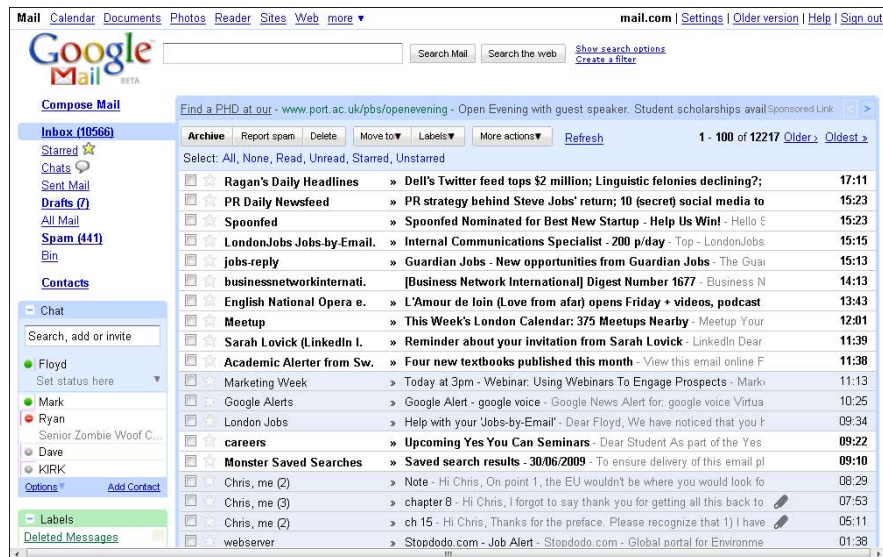 Mail Calendar Documents Photos Reader Sites Web more ▼ mail.com | Settings | Older version | Help | Sign out
Google Mail BETA
Search Mail Search the web Show search options
Create a filter
Compose Mail
Inbox (10566)
Starred
Chats
Sent Mail
Drafts (7)
All Mail
Spam (441)
Bin
Contacts
Chat
Search, add or invite
Floyd
Set status here
Mark
Ryan
Senior Zombie Woof C...
Dave
KIRK
Options Add Contact
Labels
Deleted Messages
Find a PHD at our - www.port.ac.uk/pbs/openevening - Open Evening with guest speaker. Student scholarships avail Sponsored Link < >
Archive Report spam Delete Move to▼ Labels▼ More actions▼ Refresh 1 - 100 of 12217 Older › Oldest »
Select: All, None, Read, Unread, Starred, Unstarred
Ragan's Daily Headlines » Dell's Twitter feed tops $2 million; Linguistic felonies declining?; 17:11
PR Daily Newsfeed » PR strategy behind Steve Jobs' return; 10 (secret) social media to 15:23
Spoonfed » Spoonfed Nominated for Best New Startup - Help Us Win! - Hello 15:23
LondonJobs Jobs-by-Email. » Internal Communications Specialist - 200 p/day - Top - LondonJobs 15:15
jobs-reply » Guardian Jobs - New opportunities from Guardian Jobs - The Guar 15:13
businessnetworkinternati. [Business Network International] Digest Number 1677 - Business N 14:13
English National Opera e. » L'Amour de loin (Love from afar) opens Friday + videos, podcast 13:43
Meetup » This Week's London Calendar: 375 Meetups Nearby - Meetup Your 12:01
Sarah Lovick (LinkedIn I. » Reminder about your invitation from Sarah Lovick - LinkedIn Dear 11:39
Academic Alerter from Sw. » Four new textbooks published this month - View this email online F 11:38
Marketing Week » Today at 3pm - Webinar: Using Webinars To Engage Prospects - Marke 11:13
Google Alerts » Google Alert - google voice - Google News Alert for: google voice Virtua 10:25
London Jobs » Help with your 'Jobs-by-Email' - Dear Floyd, We have noticed that you h 09:34
careers » Upcoming Yes You Can Seminars - Dear Student As part of the Yes 09:22
Monster Saved Searches » Saved search results - 30/06/2009 - To ensure delivery of this email pl 09:10
Chris, me (2) » Note - Hi Chris, On point 1, the EU wouldn't be where you would look fo 08:29
Chris, me (3) » chapter 8 - Hi Chris, I forgot to say thank you for getting all this back to 07:53
Chris, me (2) » ch 15 - Hi Chris, Thanks for the preface. Please recognize that 1) I have 05:11
webserver » Stopdodo.com - Job Alert - Stopdodo.com - Global portal for Environme 01:38